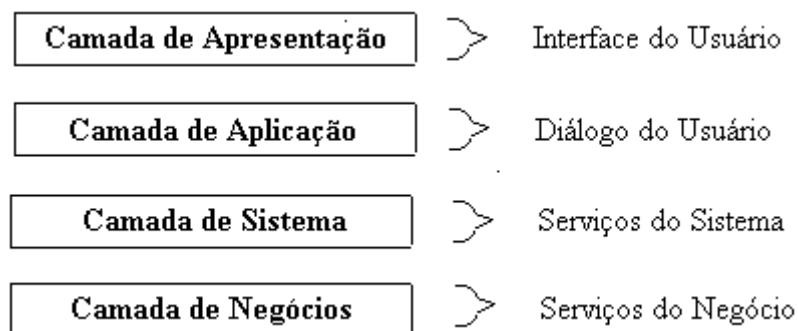 Camada de Apresentação Interface do Usuário
Camada de Aplicação Diálogo do Usuário
Camada de Sistema Serviços do Sistema
Camada de Negócios Serviços do Negócio